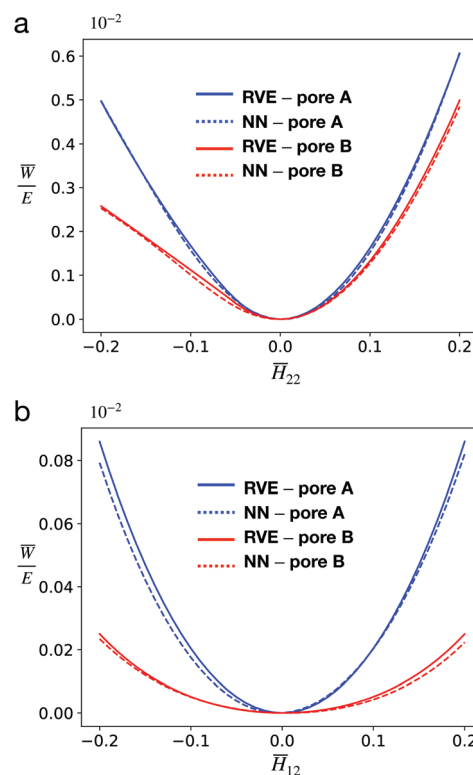 a
10⁻²
0.6
0.5
0.4
0.3
0.2
0.1
0.0
W̅
E
RVE – pore A
NN – pore A
RVE – pore B
NN – pore B
−0.2 −0.1 0.0 0.1 0.2
H̅₂₂
b
10⁻²
0.08
0.06
0.04
0.02
0.00
W̅
E
RVE – pore A
NN – pore A
RVE – pore B
NN – pore B
−0.2 −0.1 0.0 0.1 0.2
H̅₁₂